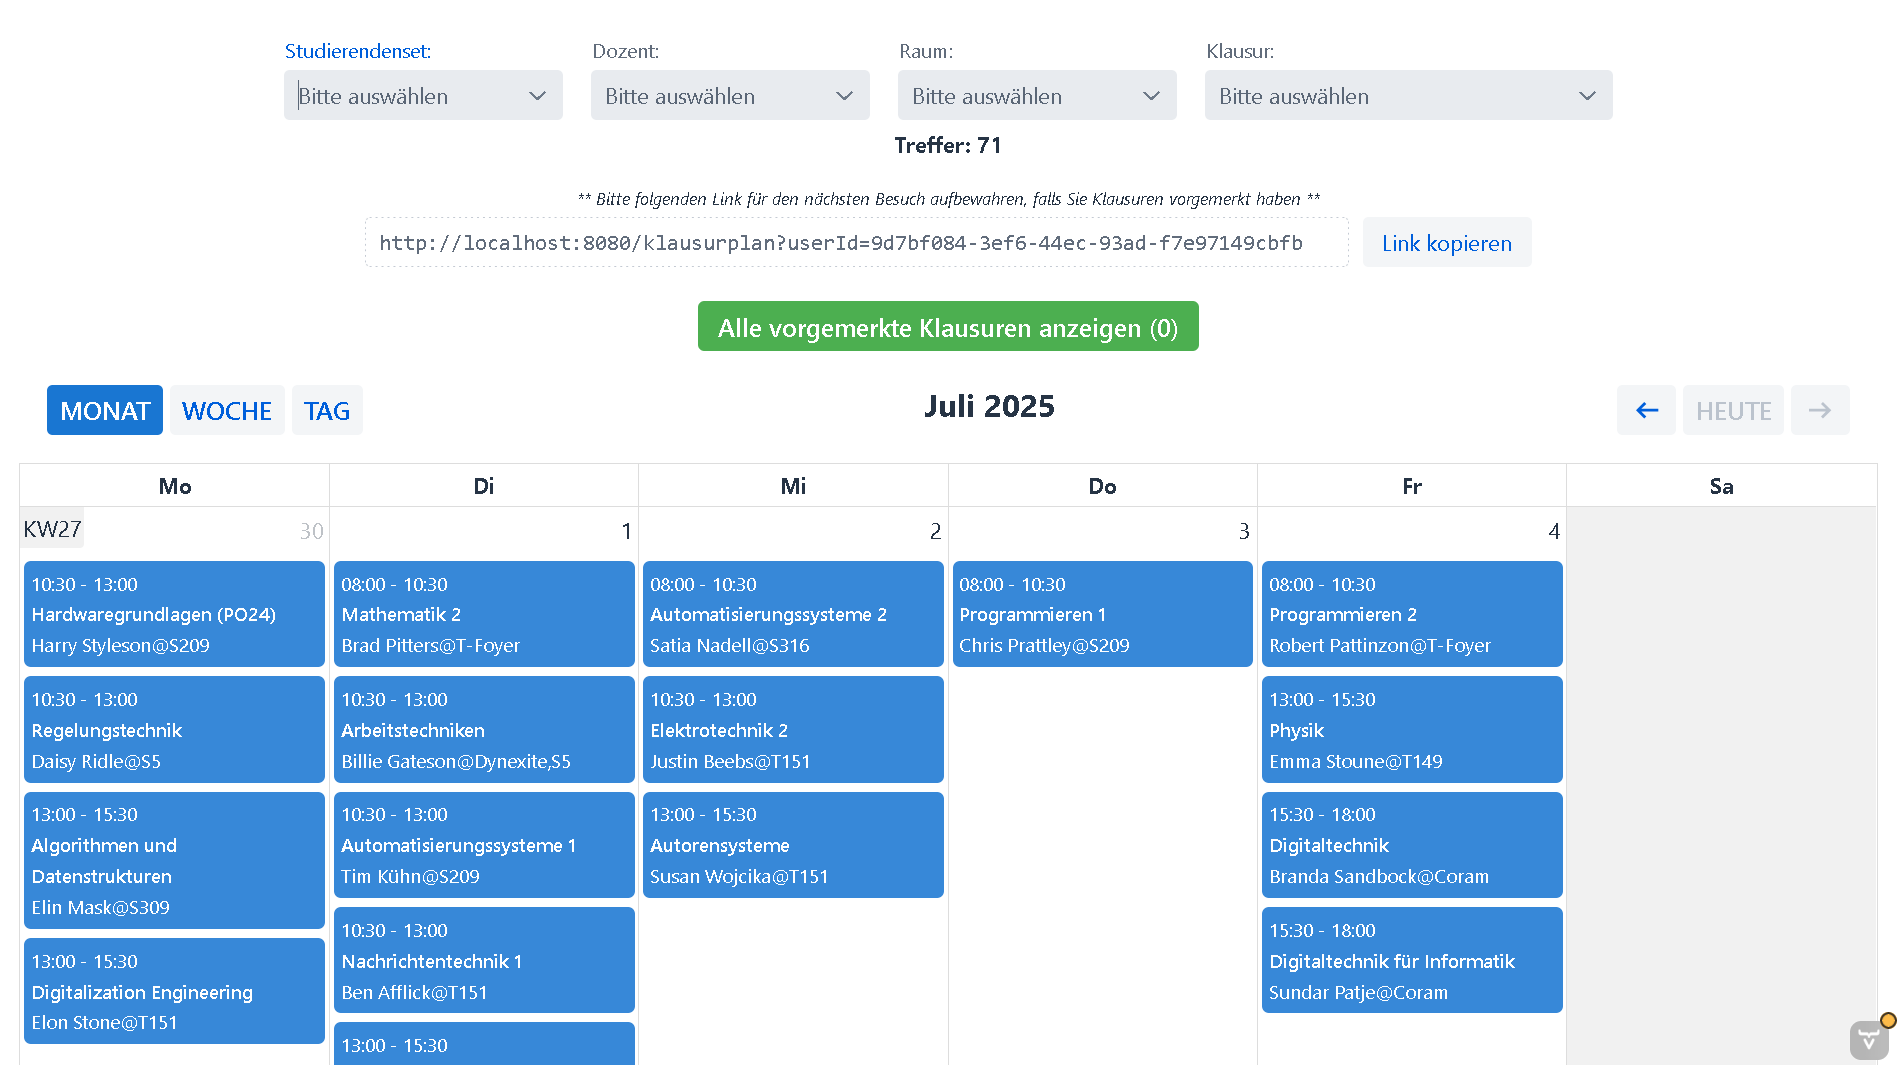 Studierendenset:
Dozent:
Raum:
Klausur:
Bitte auswählen
Bitte auswählen
Bitte auswählen
Bitte auswählen
Treffer: 71
** Bitte folgenden Link für den nächsten Besuch aufbewahren, falls Sie Klausuren vorgemerkt haben **
http://localhost:8080/klausurplan?userId=9d7bf084-3ef6-44ec-93ad-f7e97149cbfb
Link kopieren
Alle vorgemerkte Klausuren anzeigen (0)
MONAT
WOCHE
TAG
Juli 2025
HEUTE
Mo
Di
Mi
Do
Fr
Sa
KW27
30
1
2
3
4
10:30 - 13:00
Hardwaregrundlagen (PO24)
Harry Styleson@S209
10:30 - 13:00
Regelungstechnik
Daisy Ridle@S5
13:00 - 15:30
Algorithmen und
Datenstrukturen
Elin Mask@S309
13:00 - 15:30
Digitalization Engineering
Elon Stone@T151
08:00 - 10:30
Mathematik 2
Brad Pitters@T-Foyer
10:30 - 13:00
Arbeitstechniken
Billie Gateson@Dynexite,S5
10:30 - 13:00
Automatisierungssysteme 1
Tim Kühn@S209
10:30 - 13:00
Nachrichtentechnik 1
Ben Afflick@T151
13:00 - 15:30
08:00 - 10:30
Automatisierungssysteme 2
Satia Nadell@S316
10:30 - 13:00
Elektrotechnik 2
Justin Beebs@T151
13:00 - 15:30
Autorensysteme
Susan Wojcika@T151
08:00 - 10:30
Programmieren 1
Chris Prattley@S209
08:00 - 10:30
Programmieren 2
Robert Pattinzon@T-Foyer
13:00 - 15:30
Physik
Emma Stoune@T149
15:30 - 18:00
Digitaltechnik
Branda Sandbock@Coram
15:30 - 18:00
Digitaltechnik für Informatik
Sundar Patje@Coram